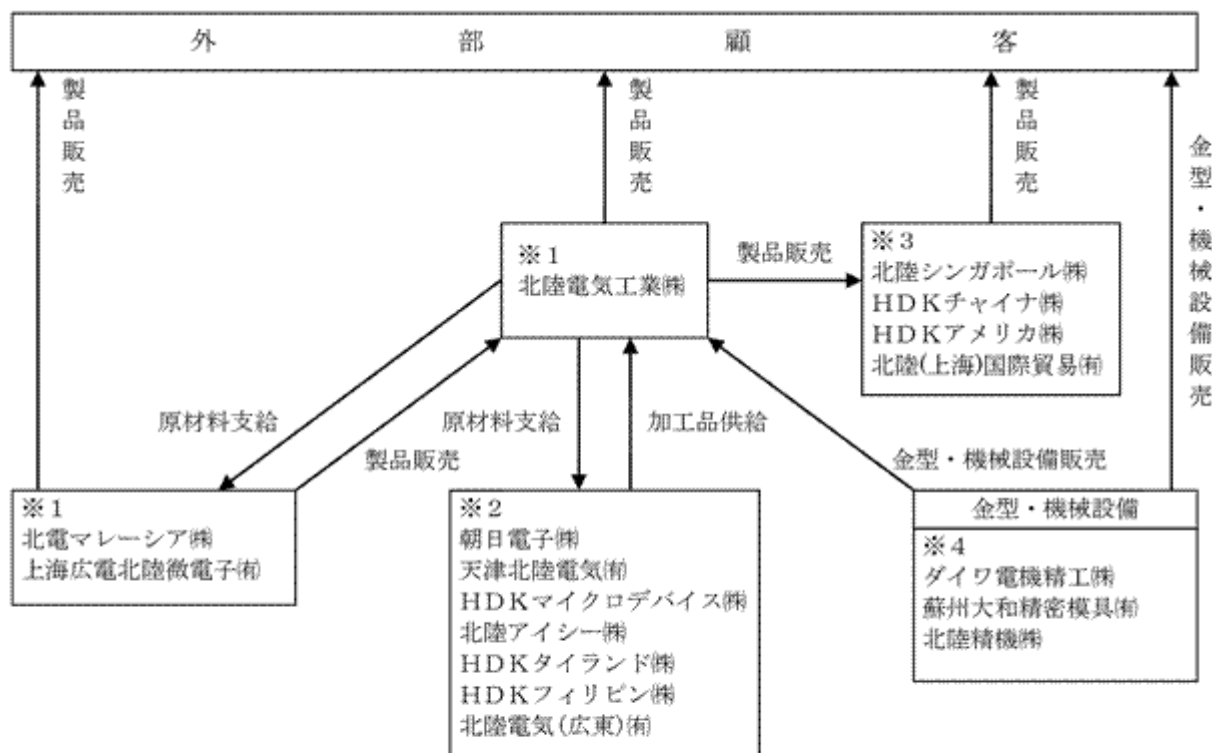 外部顧客
製品販売
製品販売
製品販売
金型・機械設備販売
※1
北陸電気工業㈱
製品販売
※3
北陸シンガポール㈱
HDKチャイナ㈱
HDKアメリカ㈱
北陸(上海)国際貿易㈲
原材料支給
製品販売
原材料支給
加工品供給
金型・機械設備販売
※1
北電マレーシア㈱
上海広電北陸微電子㈲
※2
朝日電子㈱
天津北陸電気㈲
HDKマイクロデバイス㈱
北陸アイシー㈱
HDKタイランド㈱
HDKフィリピン㈱
北陸電気(広東)㈲
金型・機械設備
※4
ダイワ電機精工㈱
蘇州大和精密模具㈲
北陸精機㈱